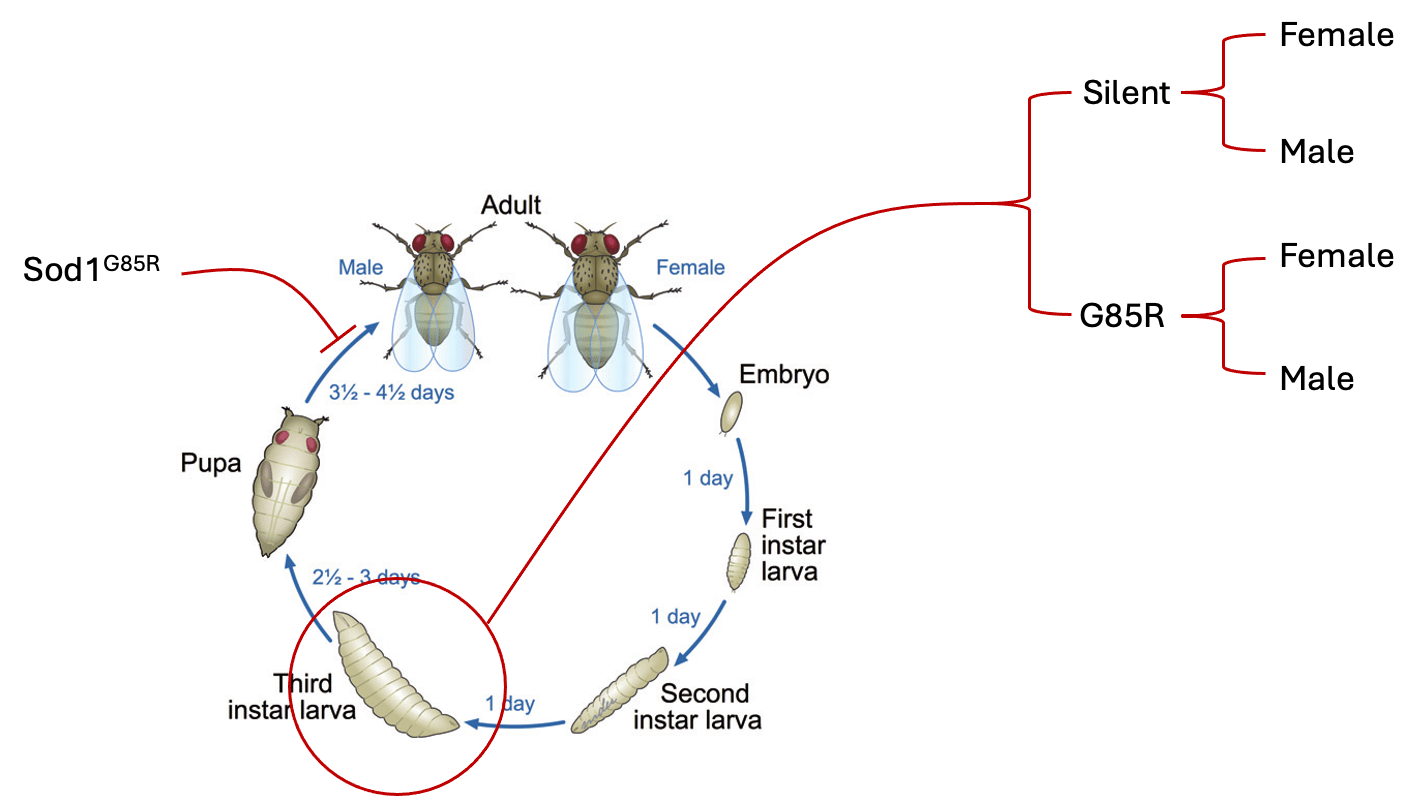 Female
Silent
Male
Adult
Male
Female
Sod1G85R
Female
G85R
Male
3½ - 4½ days
Embryo
Pupa
1 day
First
instar
larva
2½ - 3 days
1 day
Third
instar larva
1 day
Second
instar larva